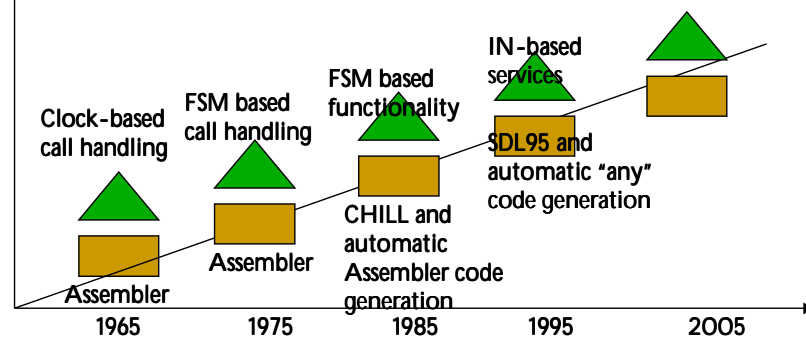 Clock-based
call handling
Assembler
FSM based
call handling
Assembler
FSM based
functionality
CHILL and
automatic
Assembler code
generation
IN-based
services
SDL95 and
automatic "any"
code generation
1965
1975
1985
1995
2005